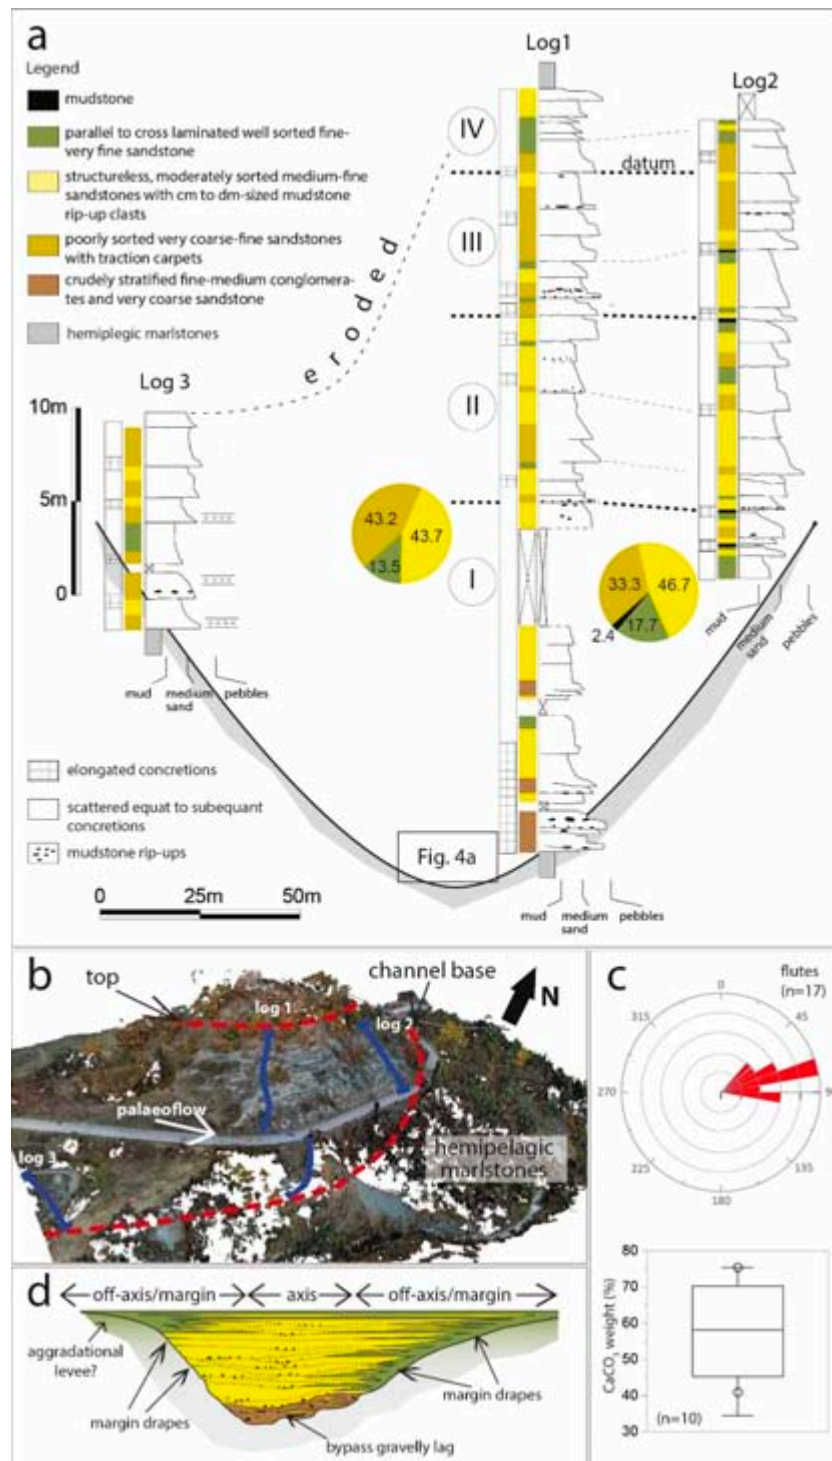 a
Legend
mudstone
parallel to cross laminated well sorted fine-
very fine sandstone
structureless, moderately sorted medium-fine
sandstones with cm to dm-sized mudstone
rip-up clasts
poorly sorted very coarse-fine sandstones
with traction carpets
crudely stratified fine-medium conglomera-
tes and very coarse sandstone
hemiplegic marlstones
Log1
Log2
Log 3
datum
eroded
IV
III
II
I
10m
5m
0
43.2
43.7
13.5
33.3
46.7
17.7
2.4
mud
medium
sand
pebbles
mud
medium
sand
pebbles
elongated concretions
scattered equat to subequant
concretions
mudstone rip-ups
Fig. 4a
0 25m 50m
mud
medium
sand
pebbles
b
top
channel base
log 1
log 2
N
palaeoflow
log 3
hemipelagic
marlstones
c
flutes
(n=17)
0
45
315
270
9
225
195
180
d
off-axis/margin
axis
off-axis/margin
aggradational
levee?
margin drapes
margin drapes
bypass gravelly lag
CaCO₃ weight (%)
80
70
60
50
40
30
(n=10)